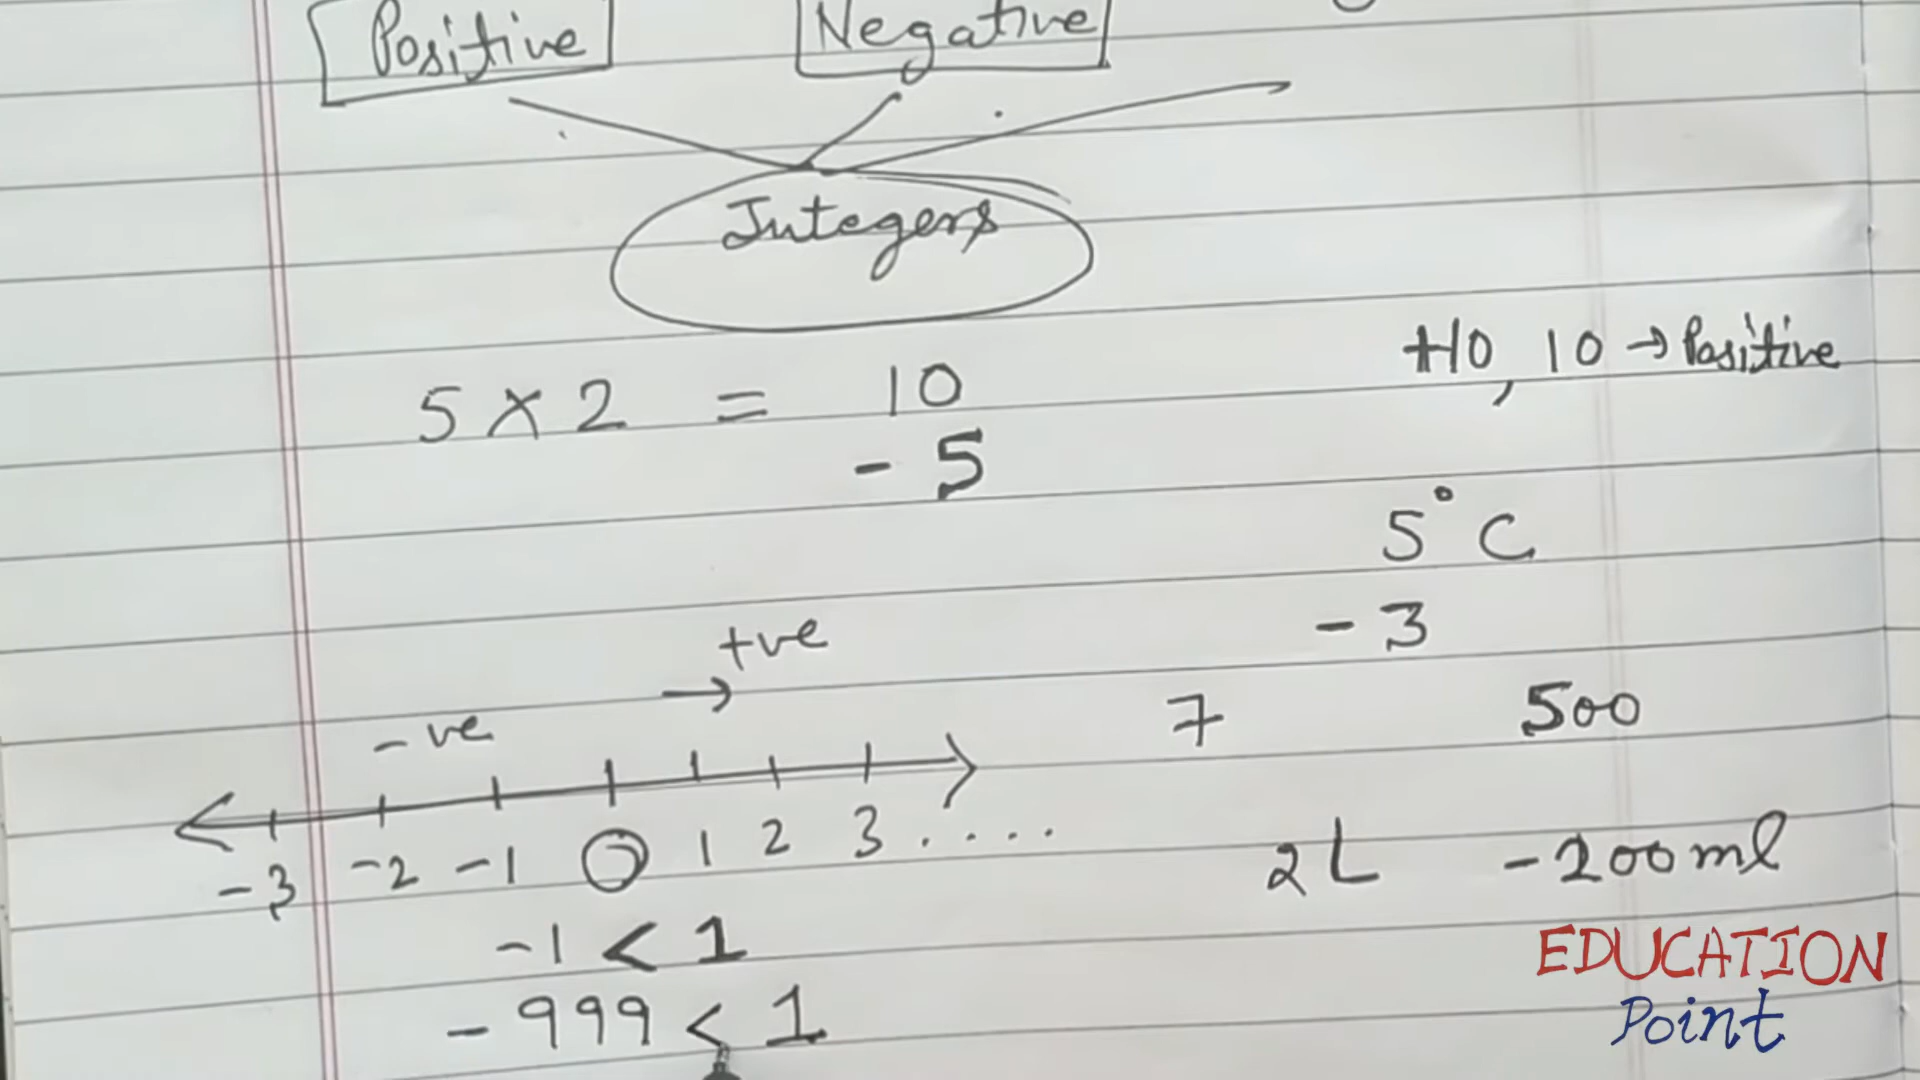 Positive Negative
Integers
+10, 10 → Positive
5 × 2 = 10
- 5
5°C
- 3
+ve
→
- ve
7 500
-3 -2 -1 0 1 2 3 . . . .
2L -200ml
-1 < 1
-999 < 1
EDUCATION
Point